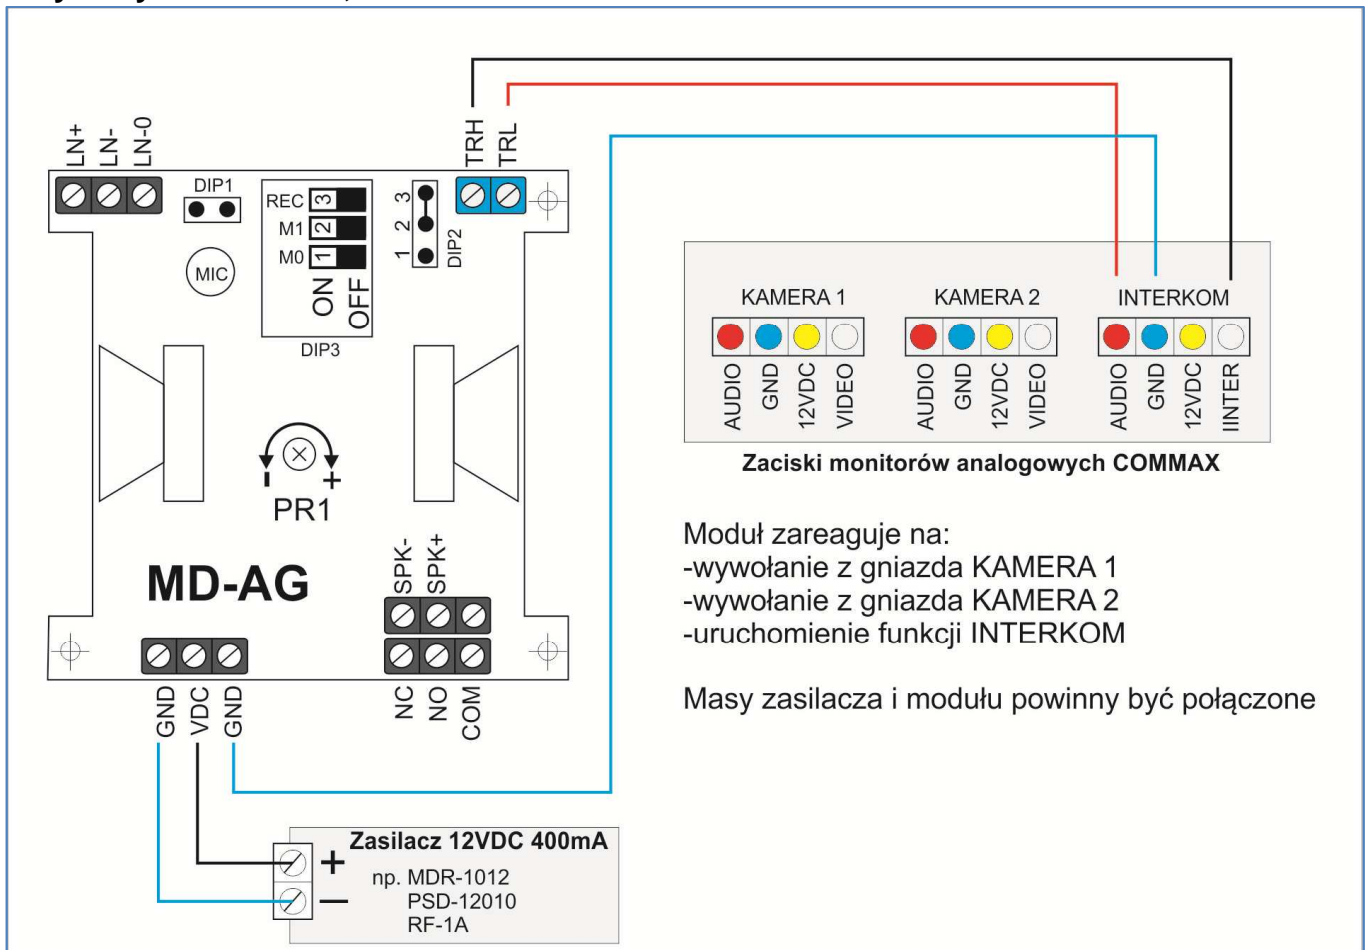 LN+
LN-
LN-0
TRH
TRL
DIP1
REC 3
M1 2
M0 1
ON
OFF
DIP3
3
2
1
DIP2
MIC
- +
PR1
MD-AG
SPK-
SPK+
NC
NO
COM
GND
VDC
GND
KAMERA 1
KAMERA 2
INTERKOM
AUDIO
GND
12VDC
VIDEO
AUDIO
GND
12VDC
VIDEO
AUDIO
GND
12VDC
IINTER
Zaciski monitorów analogowych COMMAX
Moduł zareaguje na:
-wywołanie z gniazda KAMERA 1
-wywołanie z gniazda KAMERA 2
-uruchomienie funkcji INTERKOM
Masy zasilacza i modułu powinny być połączone
Zasilacz 12VDC 400mA
+
–
np. MDR-1012
PSD-12010
RF-1A